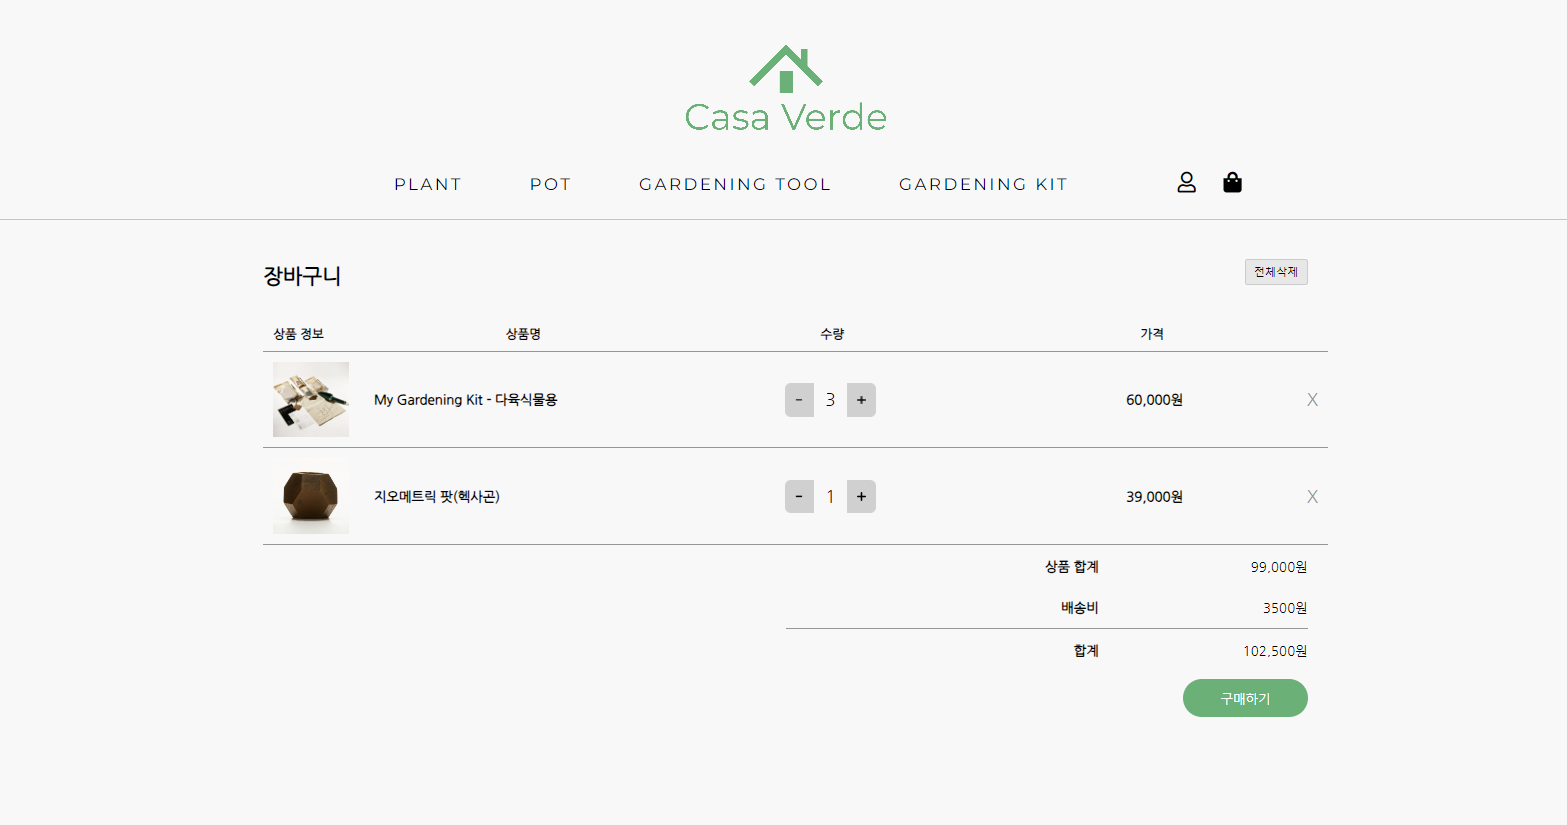 Casa Verde
PLANT POT GARDENING TOOL GARDENING KIT
장바구니 전체삭제
상품 정보 상품명 수량 가격
My Gardening Kit - 다육식물용 - 3 + 60,000원 X
지오메트릭 팟(헥사곤) - 1 + 39,000원 X
상품 합계 99,000원
배송비 3500원
합계 102,500원
구매하기